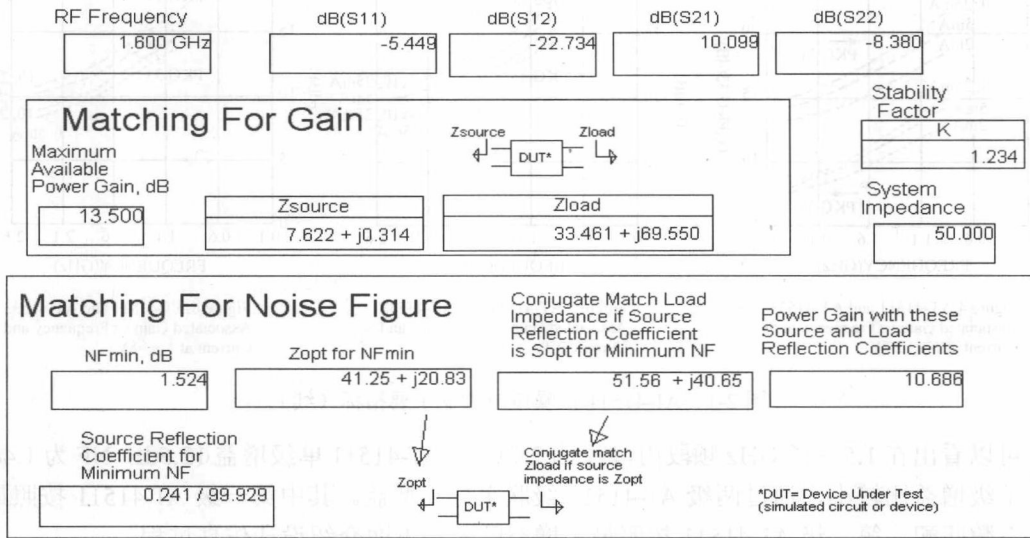 RF Frequency dB(S11) dB(S12) dB(S21) dB(S22)
1.600 GHz -5.449 -22.734 10.099 -8.380
Matching For Gain
Zsource Zload
DUT*
Stability
Factor
K
1.234
Maximum
Available
Power Gain, dB
13.500
Zsource Zload
7.622 + j0.314 33.461 + j69.550
System
Impedance
50.000
Matching For Noise Figure
Conjugate Match Load
Impedance if Source
Reflection Coefficient
is Sopt for Minimum NF
Power Gain with these
Source and Load
Reflection Coefficients
NFmin, dB Zopt for NFmin
1.524 41.25 + j20.83 51.56 + j40.65 10.686
Source Reflection
Coefficient for
Minimum NF
0.241 / 99.929
Zopt
DUT*
Conjugate match
Zload if source
impedance is Zopt
*DUT= Device Under Test
(simulated circuit or device)